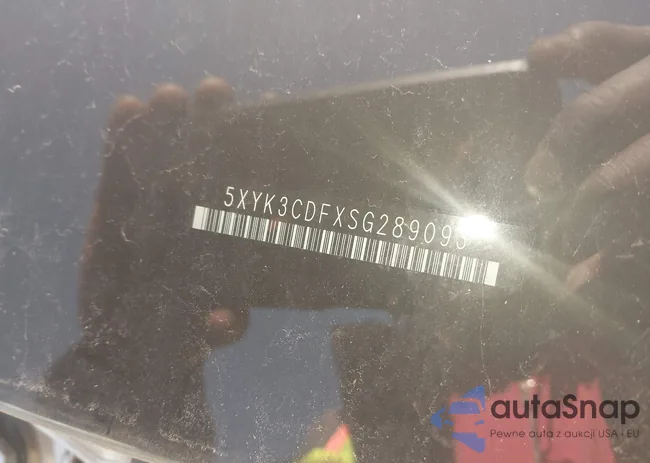 5XYK3CDFXSG289093
autaSnap
Pewne auta z aukcji USA i EU